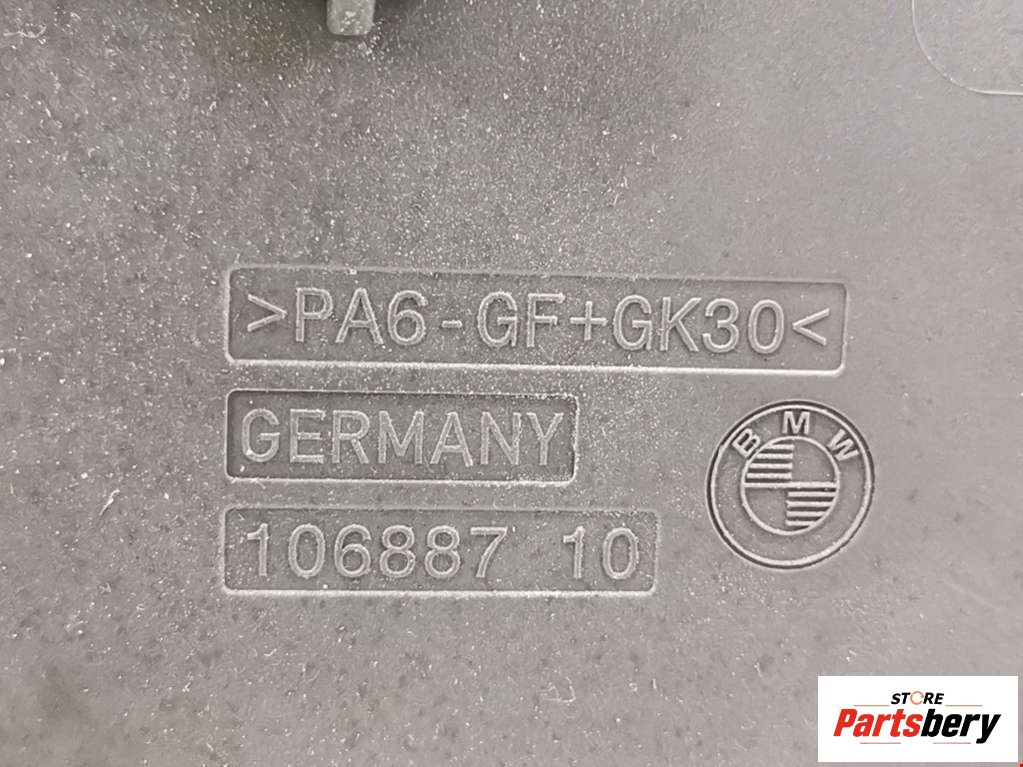 >PA6-GF+GK30<
GERMANY
BMW
106887 10
STORE
Partsbery